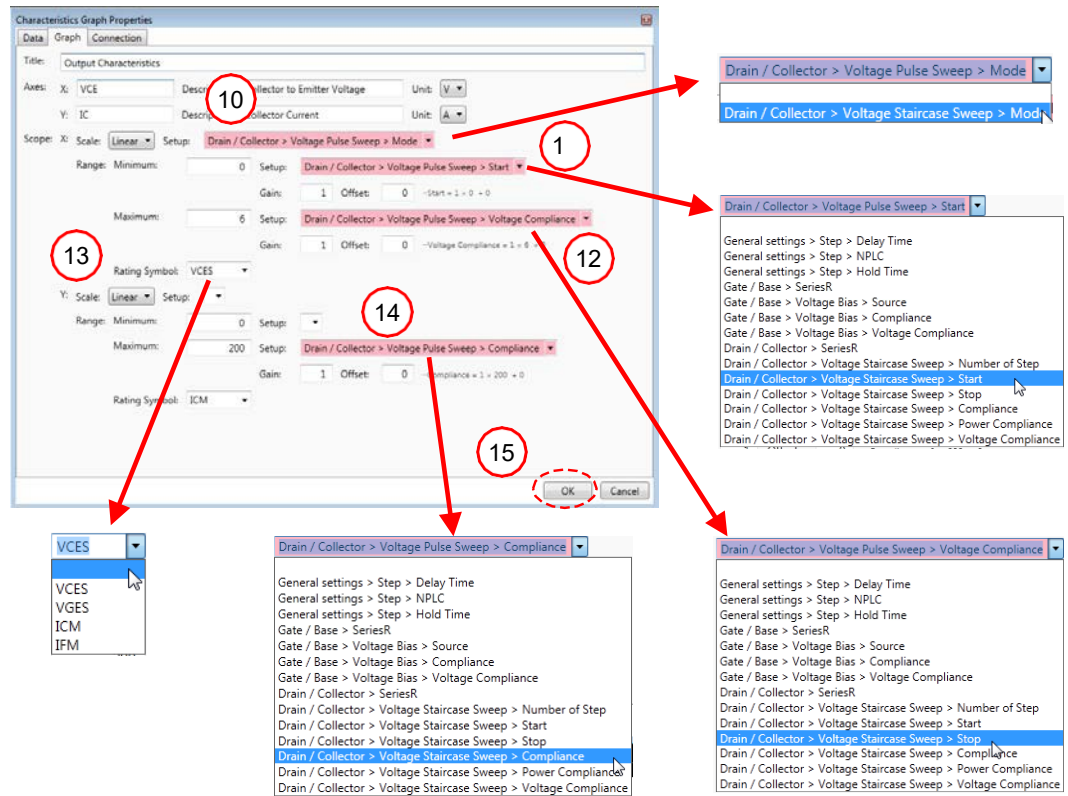 Characteristics Graph Properties
Data Graph Connection
Title: Output Characteristics
Axes: X: VCE Descr ollector to Emitter Voltage Unit: V
10
Y: IC Descrip ollector Current Unit: A
Scope: X: Scale: Linear Setup: Drain / Collector > Voltage Pulse Sweep > Mode
Range: Minimum: 0 Setup: Drain / Collector > Voltage Pulse Sweep > Start
1
Gain: 1 Offset: 0
Maximum: 6 Setup: Drain / Collector > Voltage Pulse Sweep > Voltage Compliance
Gain: 1 Offset: 0
13
12
Rating Symbol: VCES
Y: Scale: Linear Setup:
Range: Minimum: 0 Setup:
14
Maximum: 200 Setup: Drain / Collector > Voltage Pulse Sweep > Compliance
Gain: 1 Offset: 0
Rating Symbol: ICM
15
OK Cancel
Drain / Collector > Voltage Pulse Sweep > Mode
Drain / Collector > Voltage Staircase Sweep > Mode
Drain / Collector > Voltage Pulse Sweep > Start
General settings > Step > Delay Time
General settings > Step > NPLC
General settings > Step > Hold Time
Gate / Base > SeriesR
Gate / Base > Voltage Bias > Source
Gate / Base > Voltage Bias > Compliance
Gate / Base > Voltage Bias > Voltage Compliance
Drain / Collector > SeriesR
Drain / Collector > Voltage Staircase Sweep > Number of Step
Drain / Collector > Voltage Staircase Sweep > Start
Drain / Collector > Voltage Staircase Sweep > Stop
Drain / Collector > Voltage Staircase Sweep > Compliance
Drain / Collector > Voltage Staircase Sweep > Power Compliance
Drain / Collector > Voltage Staircase Sweep > Voltage Compliance
VCES
VCES
VGES
ICM
IFM
Drain / Collector > Voltage Pulse Sweep > Compliance
General settings > Step > Delay Time
General settings > Step > NPLC
General settings > Step > Hold Time
Gate / Base > SeriesR
Gate / Base > Voltage Bias > Source
Gate / Base > Voltage Bias > Compliance
Gate / Base > Voltage Bias > Voltage Compliance
Drain / Collector > SeriesR
Drain / Collector > Voltage Staircase Sweep > Number of Step
Drain / Collector > Voltage Staircase Sweep > Start
Drain / Collector > Voltage Staircase Sweep > Stop
Drain / Collector > Voltage Staircase Sweep > Compliance
Drain / Collector > Voltage Staircase Sweep > Power Compliance
Drain / Collector > Voltage Staircase Sweep > Voltage Compliance
Drain / Collector > Voltage Pulse Sweep > Voltage Compliance
General settings > Step > Delay Time
General settings > Step > NPLC
General settings > Step > Hold Time
Gate / Base > SeriesR
Gate / Base > Voltage Bias > Source
Gate / Base > Voltage Bias > Compliance
Gate / Base > Voltage Bias > Voltage Compliance
Drain / Collector > SeriesR
Drain / Collector > Voltage Staircase Sweep > Number of Step
Drain / Collector > Voltage Staircase Sweep > Start
Drain / Collector > Voltage Staircase Sweep > Stop
Drain / Collector > Voltage Staircase Sweep > Compliance
Drain / Collector > Voltage Staircase Sweep > Power Compliance
Drain / Collector > Voltage Staircase Sweep > Voltage Compliance